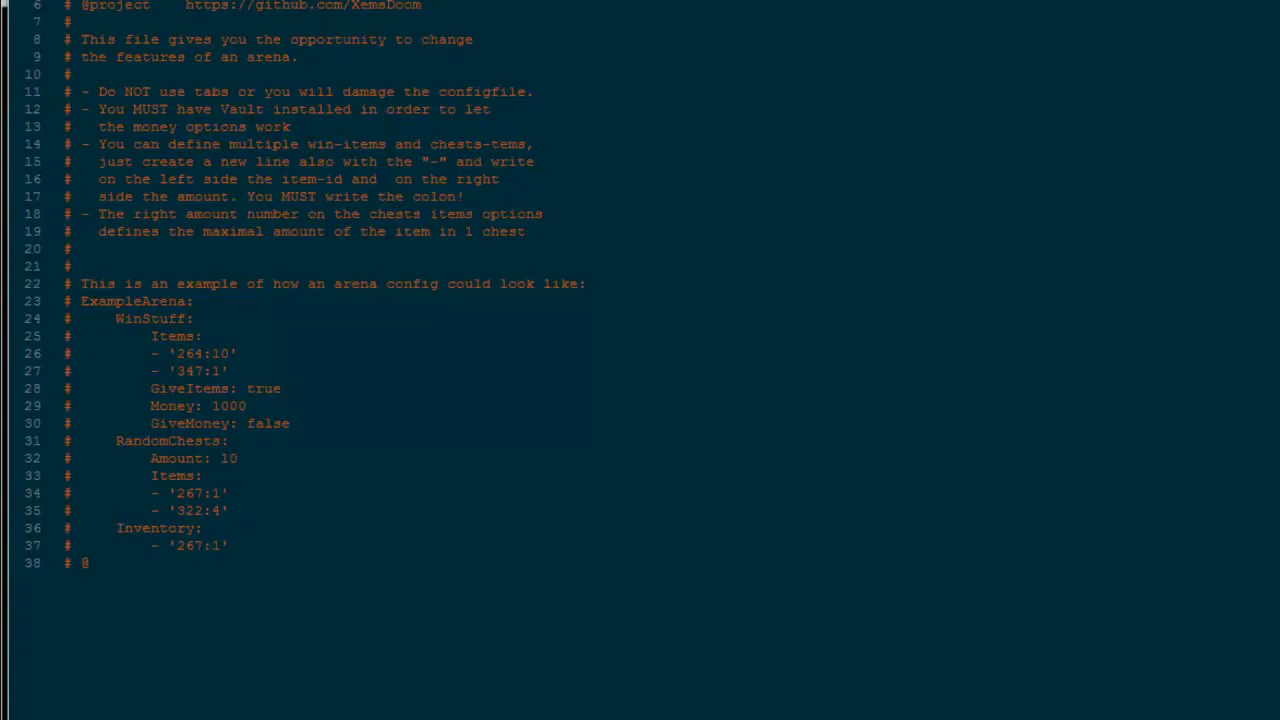 6 # @project    https://github.com/XemsDoom
7 #
8 # This file gives you the opportunity to change
9 # the features of an arena.
10 #
11 # - Do NOT use tabs or you will damage the configfile.
12 # - You MUST have Vault installed in order to let
13 #   the money options work
14 # - You can define multiple win-items and chests-tems,
15 #   just create a new line also with the "-" and write
16 #   on the left side the item-id and  on the right
17 #   side the amount. You MUST write the colon!
18 # - The right amount number on the chests items options
19 #   defines the maximal amount of the item in 1 chest
20 #
21 #
22 # This is an example of how an arena config could look like:
23 # ExampleArena:
24 #     WinStuff:
25 #         Items:
26 #         - '264:10'
27 #         - '347:1'
28 #         GiveItems: true
29 #         Money: 1000
30 #         GiveMoney: false
31 #     RandomChests:
32 #         Amount: 10
33 #         Items:
34 #         - '267:1'
35 #         - '322:4'
36 #     Inventory:
37 #         - '267:1'
38 # @